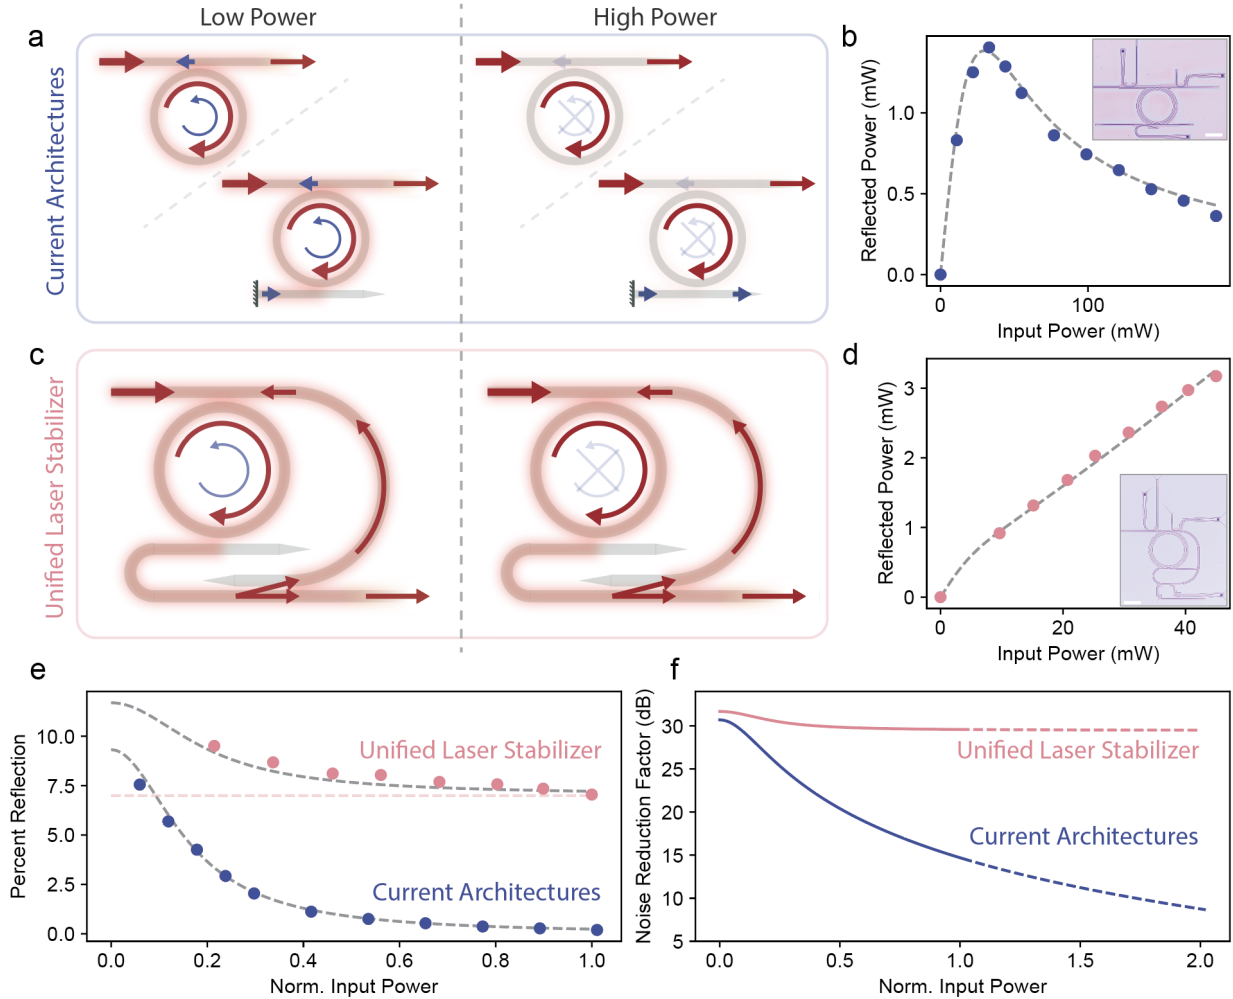 Low Power
High Power
a
Current Architectures
b
Reflected Power (mW)
1.0
0.5
0.0
0
100
Input Power (mW)
c
Unified Laser Stabilizer
d
Reflected Power (mW)
3
2
1
0
0
20
40
Input Power (mW)
e
Percent Reflection
10.0
7.5
5.0
2.5
0.0
Unified Laser Stabilizer
Current Architectures
0.0
0.2
0.4
0.6
0.8
1.0
Norm. Input Power
f
Noise Reduction Factor (dB)
30
25
20
15
10
5
Unified Laser Stabilizer
Current Architectures
0.0
0.5
1.0
1.5
2.0
Norm. Input Power